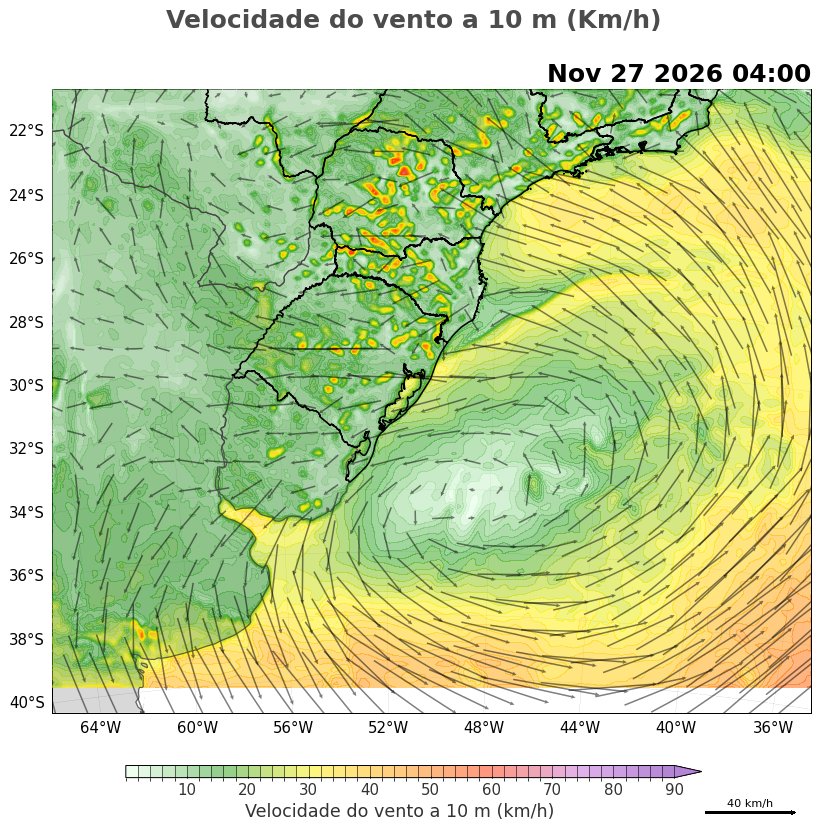 Velocidade do vento a 10 m (Km/h)
Nov 27 2026 04:00
22°S
24°S
26°S
28°S
30°S
32°S
34°S
36°S
38°S
40°S
64°W 60°W 56°W 52°W 48°W 44°W 40°W 36°W
10 20 30 40 50 60 70 80 90
Velocidade do vento a 10 m (km/h)
40 km/h